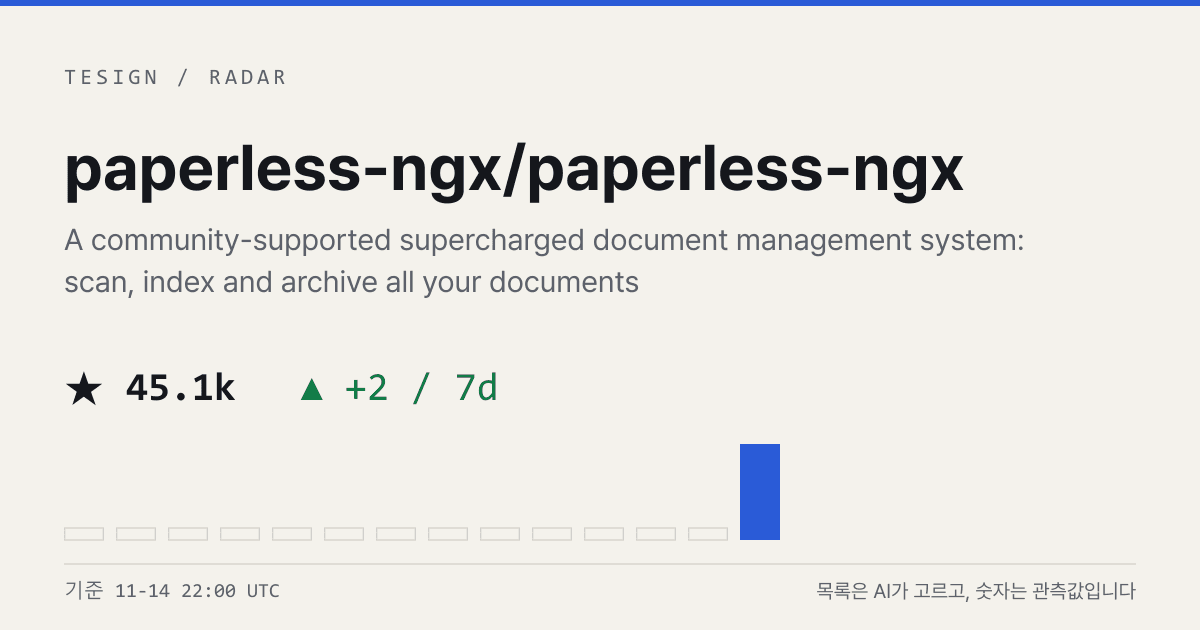 TESIGN / RADAR
paperless-ngx/paperless-ngx
A community-supported supercharged document management system:
scan, index and archive all your documents
★ 45.1k ▲ +2 / 7d
기준 11-14 22:00 UTC
목록은 AI가 고르고, 숫자는 관측값입니다